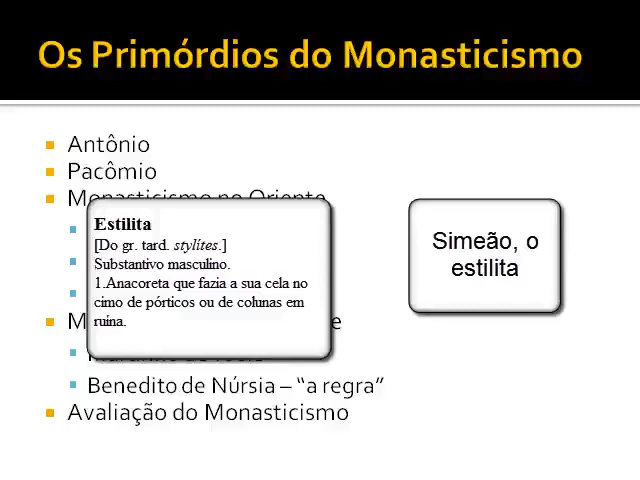 Os Primórdios do Monasticismo
Antônio
Pacômio
Monasticismo no Oriente
Estilita
[Do gr. tard. stylítes.]
Substantivo masculino.
1.Anacoreta que fazia a sua cela no
cimo de pórticos ou de colunas em
ruína.
Simeão, o
estilita
Benedito de Núrsia – “a regra”
Avaliação do Monasticismo